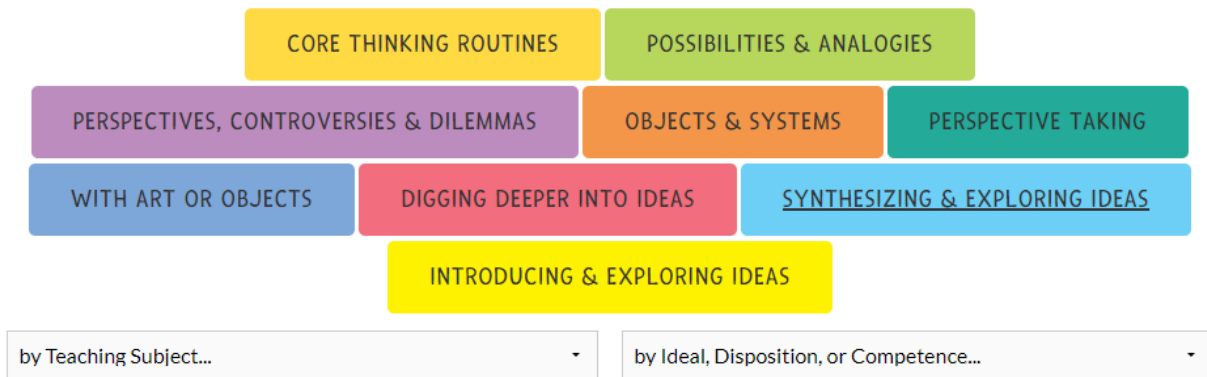 CORE THINKING ROUTINES
POSSIBILITIES & ANALOGIES
PERSPECTIVES, CONTROVERSIES & DILEMMAS
OBJECTS & SYSTEMS
PERSPECTIVE TAKING
WITH ART OR OBJECTS
DIGGING DEEPER INTO IDEAS
SYNTHESIZING & EXPLORING IDEAS
INTRODUCING & EXPLORING IDEAS
by Teaching Subject...
by Ideal, Disposition, or Competence...